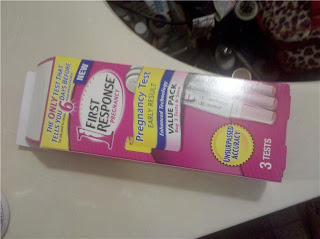 THE ONLY TEST THAT
TELLS YOU 6 DAYS BEFORE
NEW
1 FIRST
RESPONSE
PREGNANCY
Pregnancy Test
EARLY RESULT
Enhanced Technology
VALUE PACK
UNSURPASSED
ACCURACY
3 TESTS